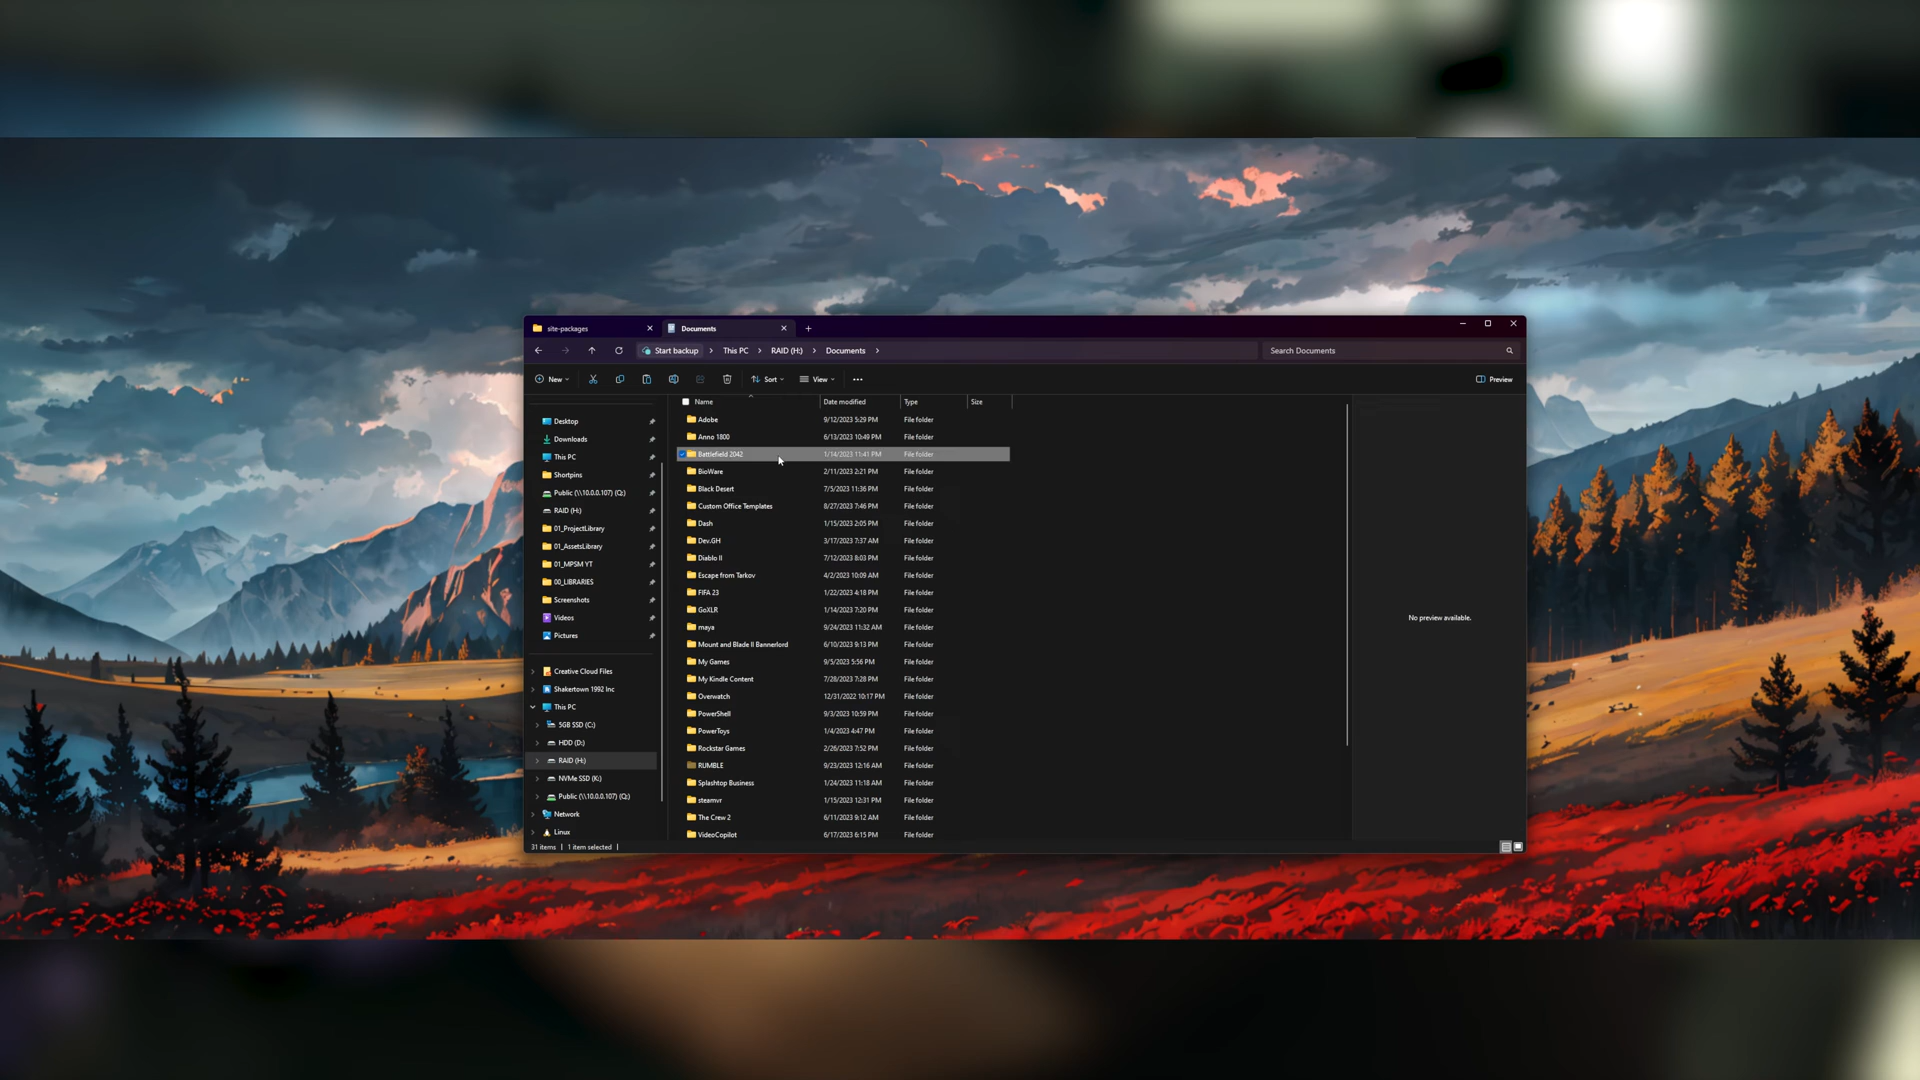 site-packages
Documents
Start backup > This PC > RAID (H:) > Documents >
Search Documents
New
Sort
View
Preview
Name Date modified Type Size
Desktop
Downloads
This PC
Shortpins
Public (\\10.0.0.107) (Q:)
RAID (H:)
01_ProjectLibrary
01_AssetsLibrary
01_MPSM YT
00_LIBRARIES
Screenshots
Videos
Pictures
Creative Cloud Files
Shakertown 1992 Inc
This PC
5GB SSD (C:)
HDD (D:)
RAID (H:)
NVMe SSD (K:)
Public (\\10.0.0.107) (Q:)
Network
Linux
Adobe 9/12/2023 5:29 PM File folder
Anno 1800 6/13/2023 10:49 PM File folder
Battlefield 2042 1/14/2023 11:41 PM File folder
BioWare 2/11/2023 2:21 PM File folder
Black Desert 7/5/2023 11:36 PM File folder
Custom Office Templates 8/27/2023 7:46 PM File folder
Dash 1/15/2023 2:05 PM File folder
Dev.GH 3/17/2023 7:37 AM File folder
Diablo II 7/12/2023 8:03 PM File folder
Escape from Tarkov 4/2/2023 10:09 AM File folder
FIFA 23 1/22/2023 4:18 PM File folder
GoXLR 1/14/2023 7:20 PM File folder
maya 9/24/2023 11:32 AM File folder
Mount and Blade II Bannerlord 6/10/2023 9:13 PM File folder
My Games 9/5/2023 5:56 PM File folder
My Kindle Content 7/28/2023 7:28 PM File folder
Overwatch 12/31/2022 10:17 PM File folder
PowerShell 9/3/2023 10:59 PM File folder
PowerToys 1/4/2023 4:47 PM File folder
Rockstar Games 2/26/2023 7:52 PM File folder
RUMBLE 9/23/2023 12:16 AM File folder
Splashtop Business 1/24/2023 11:18 AM File folder
steamvr 1/15/2023 12:31 PM File folder
The Crew 2 6/11/2023 9:12 AM File folder
VideoCopilot 6/17/2023 6:15 PM File folder
No preview available.
31 items | 1 item selected |